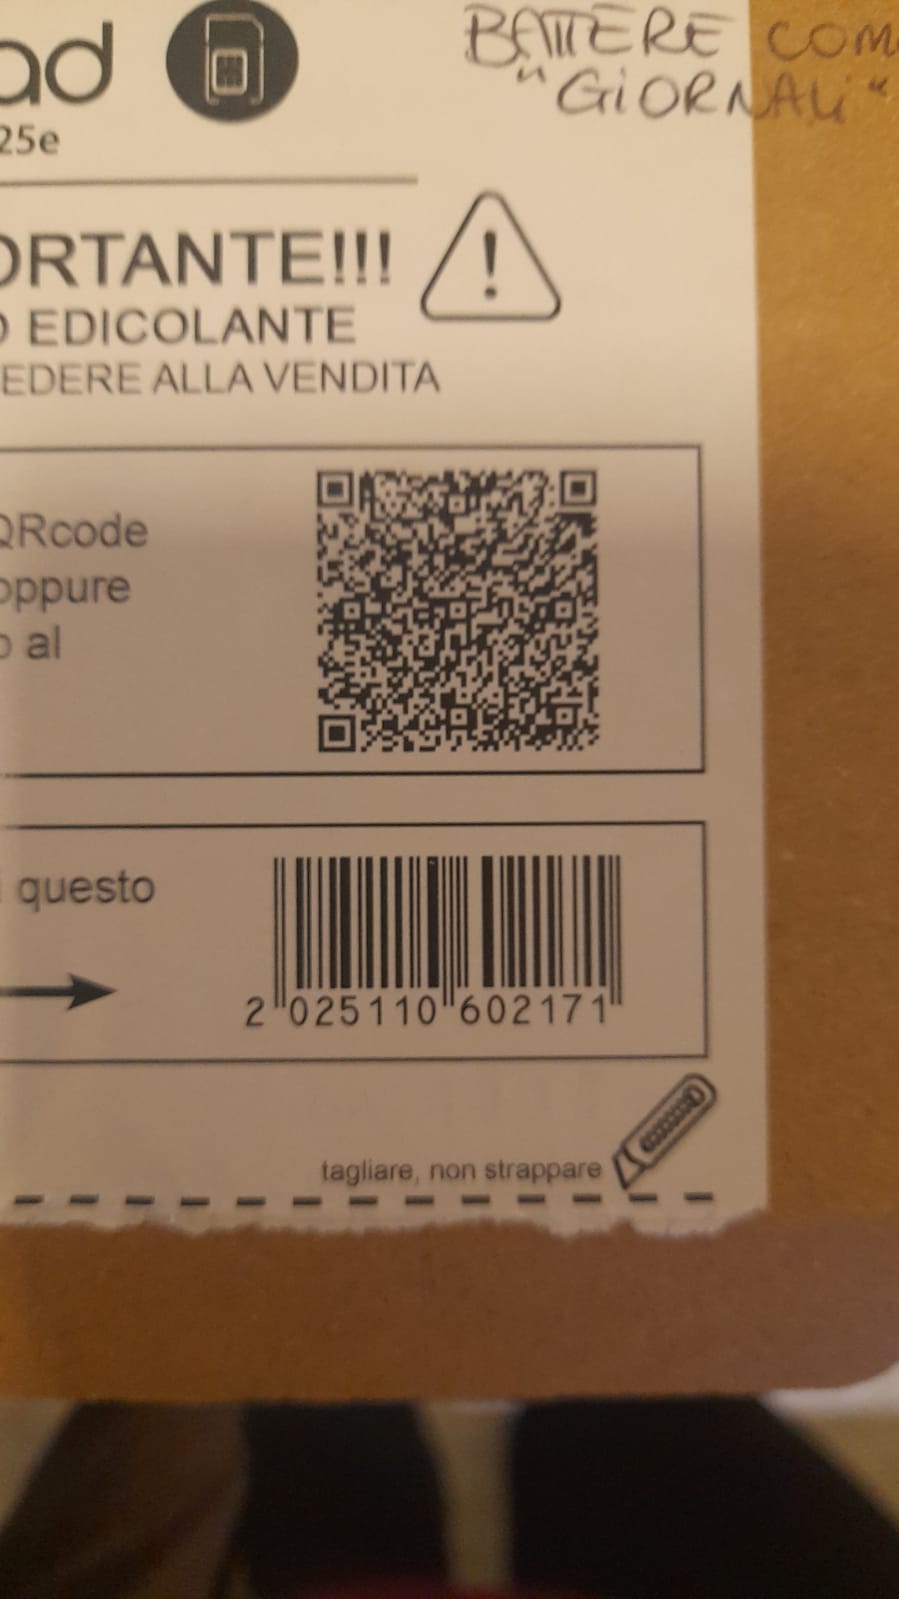 BATTERE COM
"GiORNALi"
ad
25e
ORTANTE!!!
O EDICOLANTE
EDERE ALLA VENDITA
QRcode
oppure
o al
questo
2 025110 602171
tagliare, non strappare